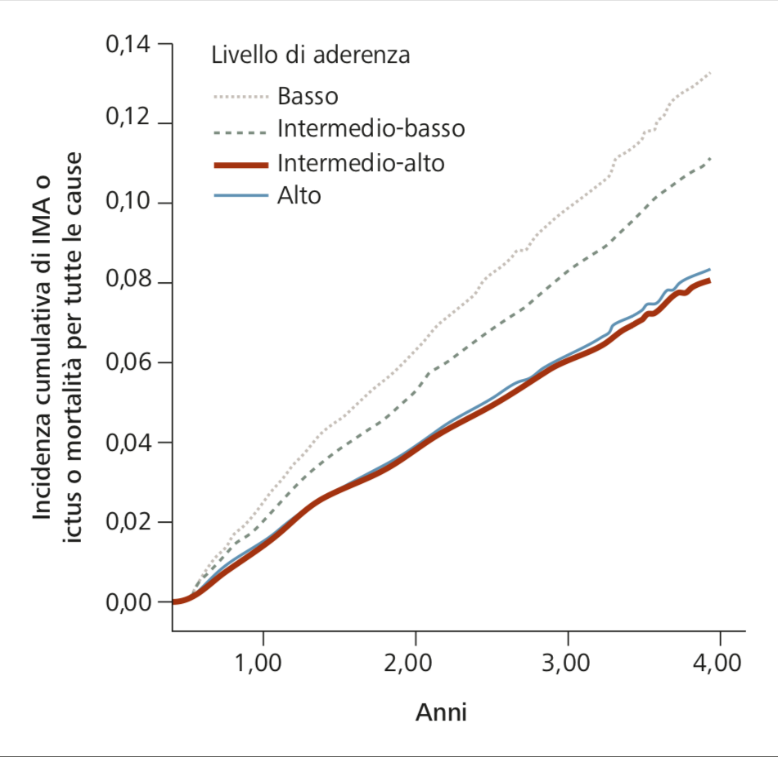 0,14
Livello di aderenza
Basso
0,12
Intermedio-basso
Intermedio-alto
Alto
0,10
0,08
0,06
0,04
0,02
0,00
Incidenza cumulativa di IMA o
ictus o mortalità per tutte le cause
1,00
2,00
3,00
4,00
Anni